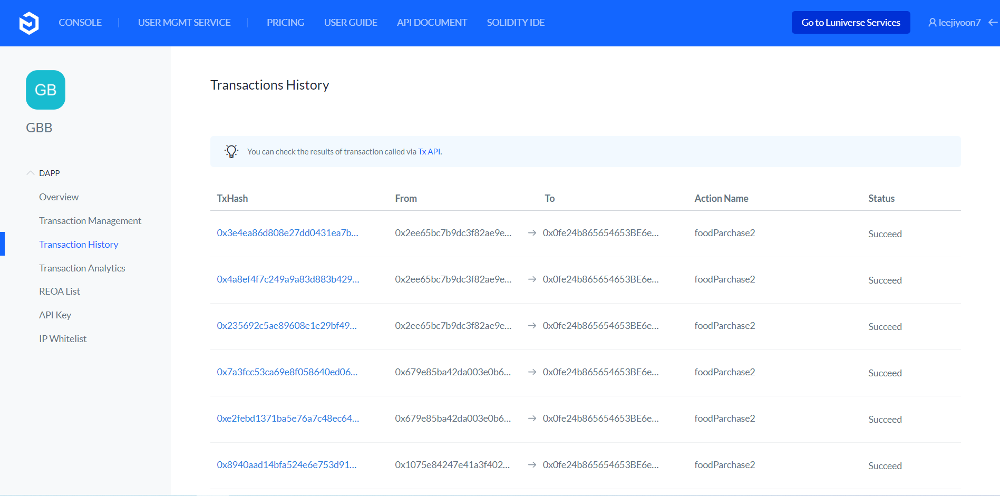 CONSOLE | USER MGMT SERVICE | PRICING USER GUIDE API DOCUMENT SOLIDITY IDE Go to Luniverse Services leejiyoon7
GB
GBB
DAPP
Overview
Transaction Management
Transaction History
Transaction Analytics
REOA List
API Key
IP Whitelist
Transactions History
You can check the results of transaction called via Tx API.
TxHash From To Action Name Status
0x3e4ea86d808e27dd0431ea7b... 0x2ee65bc7b9dc3f82ae9e... → 0x0fe24b865654653BE6e... foodParchase2 Succeed
0x4a8ef4f7c249a9a83d883b429... 0x2ee65bc7b9dc3f82ae9e... → 0x0fe24b865654653BE6e... foodParchase2 Succeed
0x235692c5ae89608e1e29bf49... 0x2ee65bc7b9dc3f82ae9e... → 0x0fe24b865654653BE6e... foodParchase2 Succeed
0x7a3fcc53ca69e8f058640ed06... 0x679e85ba42da003e0b6... → 0x0fe24b865654653BE6e... foodParchase2 Succeed
0xe2febd1371ba5e76a7c48ec64... 0x679e85ba42da003e0b6... → 0x0fe24b865654653BE6e... foodParchase2 Succeed
0x8940aad14bfa524e6e753d91... 0x1075e84247e41a3f402... → 0x0fe24b865654653BE6e... foodParchase2 Succeed